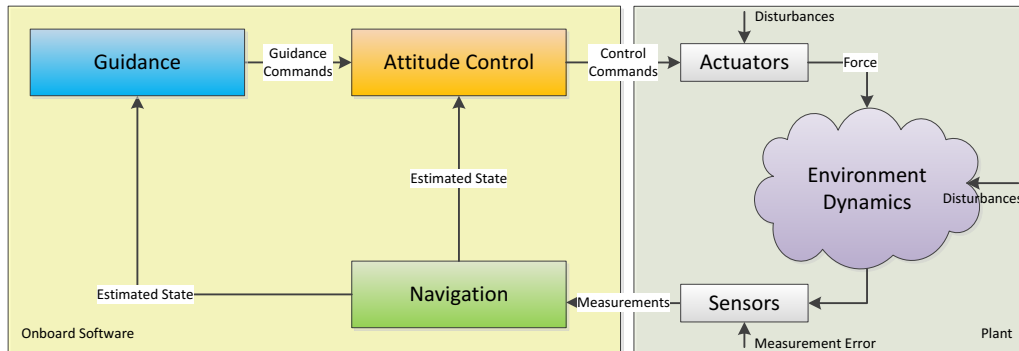 Disturbances
Guidance
Guidance
Commands
Attitude Control
Control
Commands
Actuators
Force
Estimated State
Environment
Dynamics
Disturbances
Estimated State
Navigation
Measurements
Sensors
Onboard Software
Measurement Error
Plant